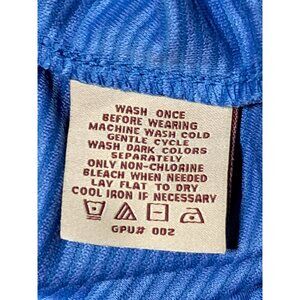 WASH ONCE
BEFORE WEARING
MACHINE WASH COLD
GENTLE CYCLE
WASH DARK COLORS
SEPARATELY
ONLY NON-CHLORINE
BLEACH WHEN NEEDED
LAY FLAT TO DRY
COOL IRON IF NECESSARY
GPU# 002